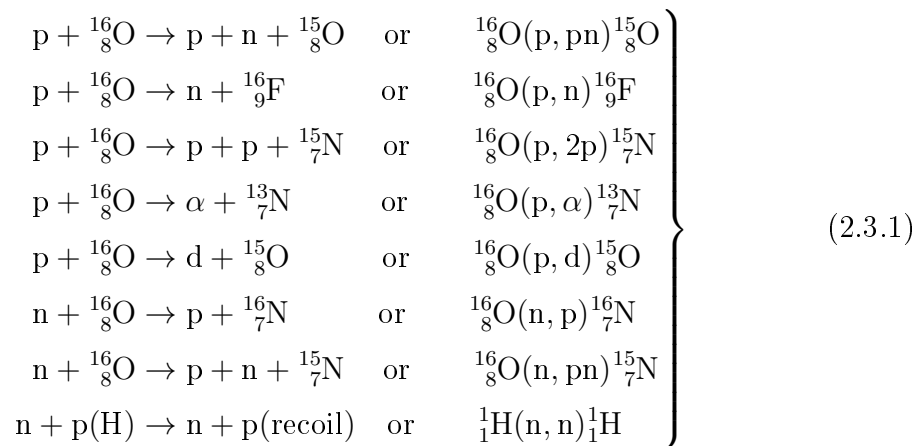 p + ¹⁶₈O → p + n + ¹⁵₈O or ¹⁶₈O(p, pn)¹⁵₈O
p + ¹⁶₈O → n + ¹⁶₉F or ¹⁶₈O(p, n)¹⁶₉F
p + ¹⁶₈O → p + p + ¹⁵₇N or ¹⁶₈O(p, 2p)¹⁵₇N
p + ¹⁶₈O → α + ¹³₇N or ¹⁶₈O(p, α)¹³₇N
p + ¹⁶₈O → d + ¹⁵₈O or ¹⁶₈O(p, d)¹⁵₈O
n + ¹⁶₈O → p + ¹⁶₇N or ¹⁶₈O(n, p)¹⁶₇N
n + ¹⁶₈O → p + n + ¹⁵₇N or ¹⁶₈O(n, pn)¹⁵₇N
n + p(H) → n + p(recoil) or ¹₁H(n, n)¹₁H
(2.3.1)